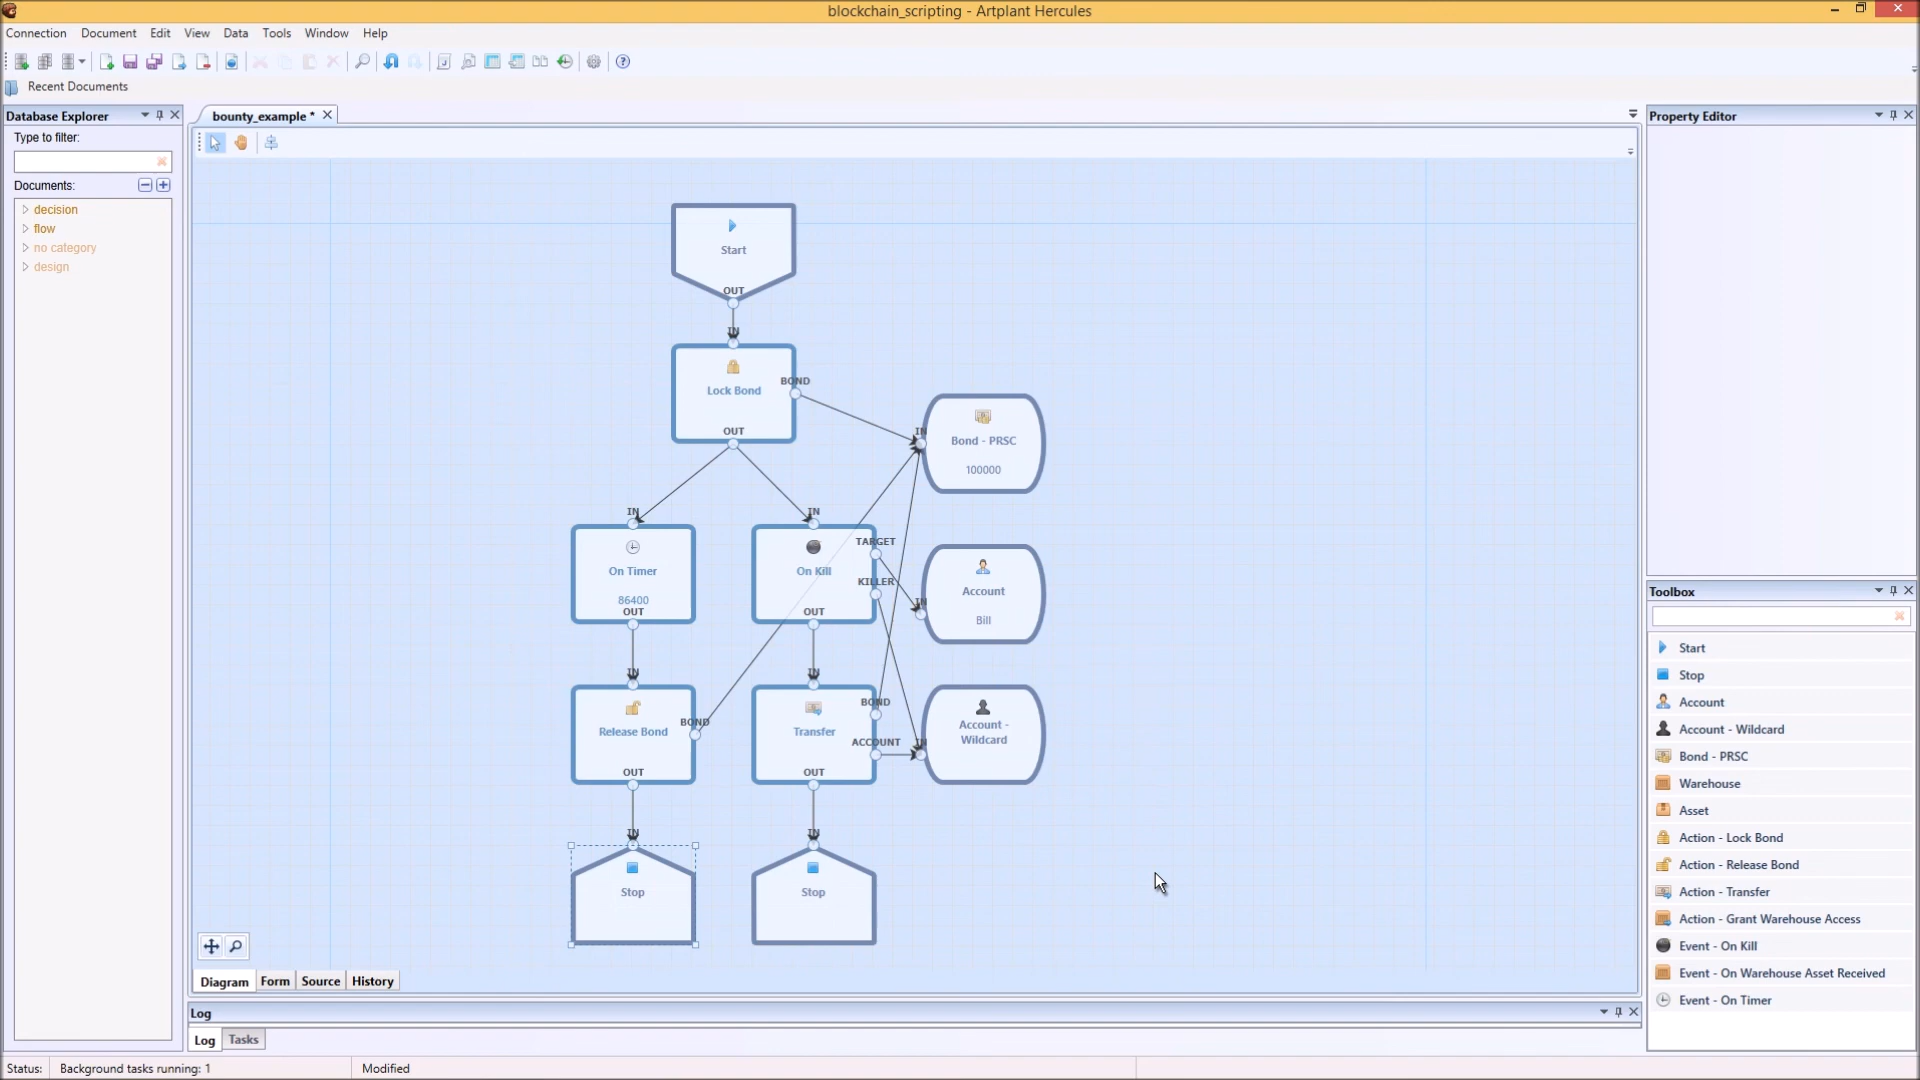 blockchain_scripting - Artplant Hercules
Connection Document Edit View Data Tools Window Help
Recent Documents
Database Explorer
Type to filter:
Documents:
decision
flow
no category
design
bounty_example *
Start
OUT
IN
Lock Bond
BOND
OUT
IN
Bond - PRSC
100000
IN
On Timer
86400
OUT
IN
On Kill
TARGET
KILLER
OUT
IN
Account
Bill
IN
Release Bond
BOND
OUT
IN
Transfer
BOND
ACCOUNT
OUT
IN
Account -
Wildcard
IN
Stop
IN
Stop
Diagram Form Source History
Log
Log Tasks
Property Editor
Toolbox
Start
Stop
Account
Account - Wildcard
Bond - PRSC
Warehouse
Asset
Action - Lock Bond
Action - Release Bond
Action - Transfer
Action - Grant Warehouse Access
Event - On Kill
Event - On Warehouse Asset Received
Event - On Timer
Status: Background tasks running: 1 Modified